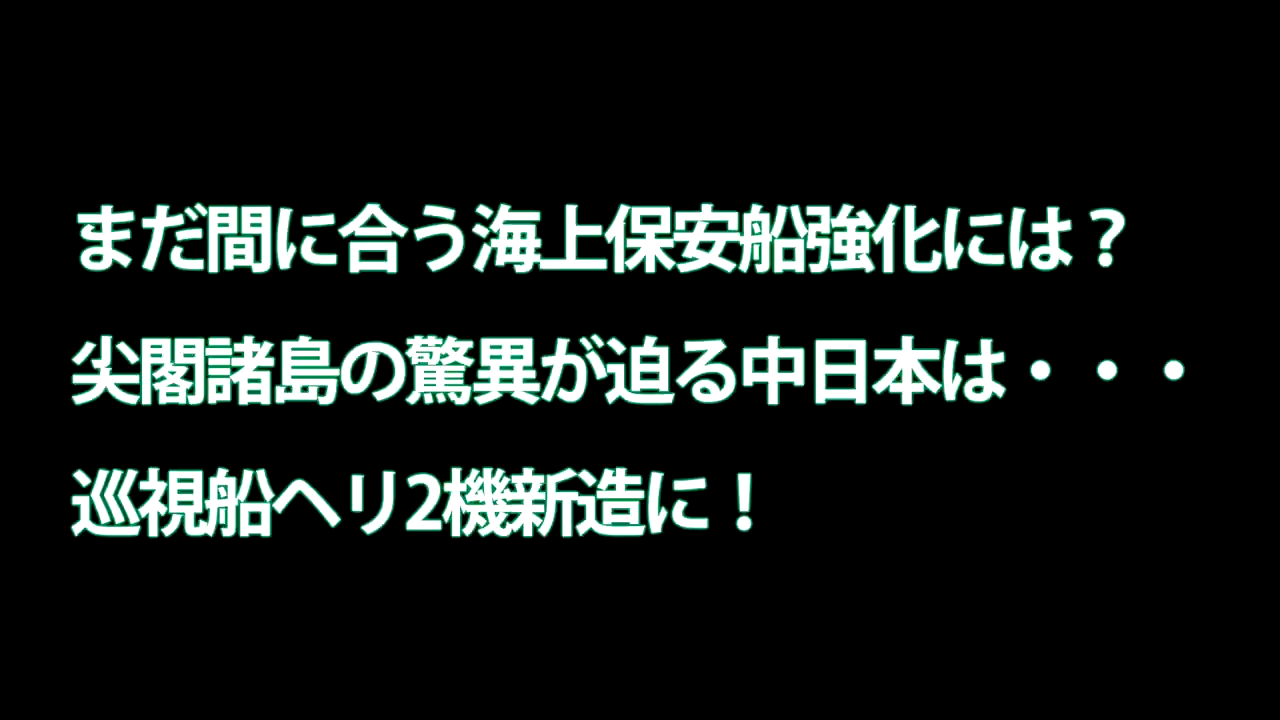 まだ間に合う海上保安船強化には？
尖閣諸島の驚異が迫る中日本は・・・
巡視船ヘリ2機新造に！